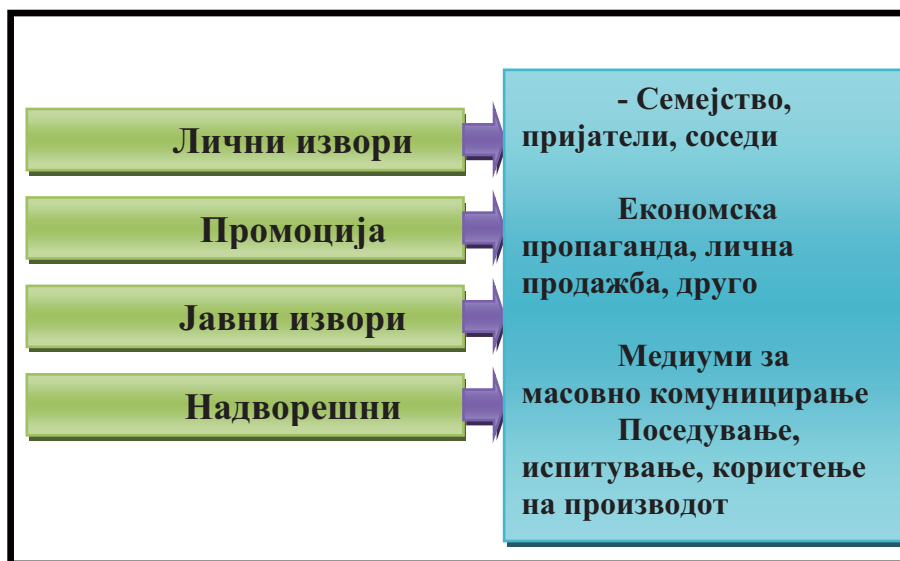 Лични извори
Промоција
Јавни извори
Надворешни
- Семејство,
пријатели, соседи
Економска
пропаганда, лична
продажба, друго
Медиуми за
масовно комуницирање
Поседување,
испитување, користење
на производот